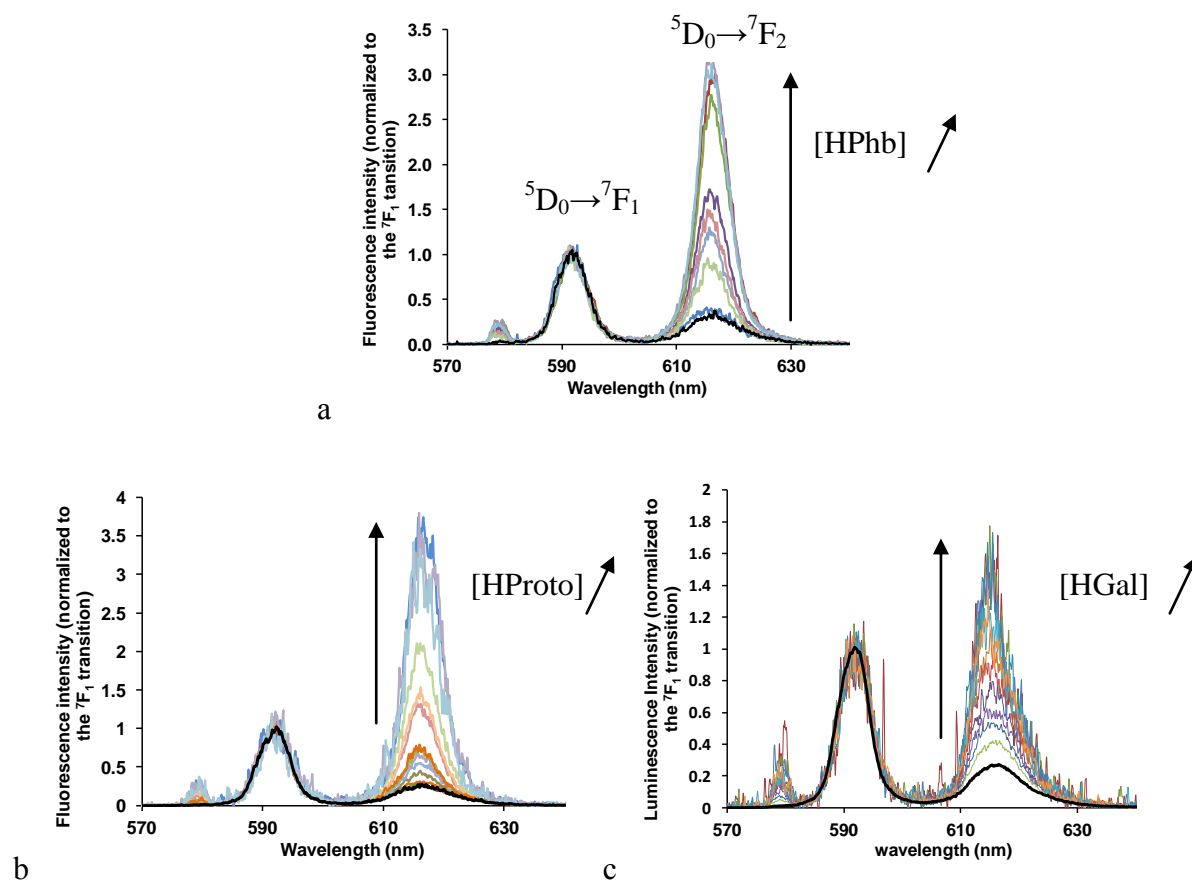 ⁵D₀→⁷F₂
3.5
3.0
2.5
2.0
1.5
1.0
0.5
0.0
Fluorescence intensity (normalized to
the ⁷F₁ tansition)
⁵D₀→⁷F₁
[HPhb]
570 590 610 630
Wavelength (nm)
a
4
3.5
3
2.5
2
1.5
1
0.5
0
Fluorescence intensity (normalized to
the ⁷F₁ transition)
[HProto]
570 590 610 630
Wavelength (nm)
b
2
1.8
1.6
1.4
1.2
1
0.8
0.6
0.4
0.2
0
Luminescence Intensity (normalized to
the ⁷F₁ transition)
[HGal]
570 590 610 630
wavelength (nm)
c